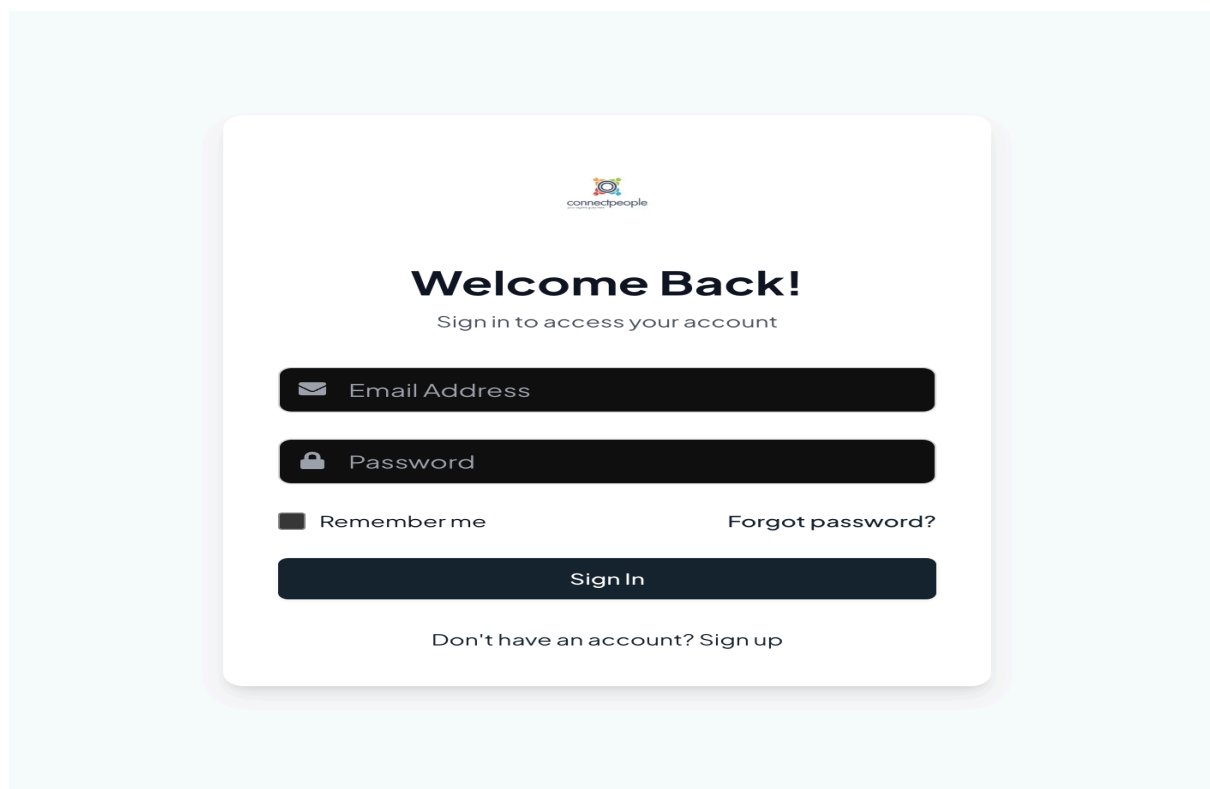 connectpeople
Welcome Back!
Sign in to access your account
Email Address
Password
Remember me
Forgot password?
Sign In
Don't have an account? Sign up